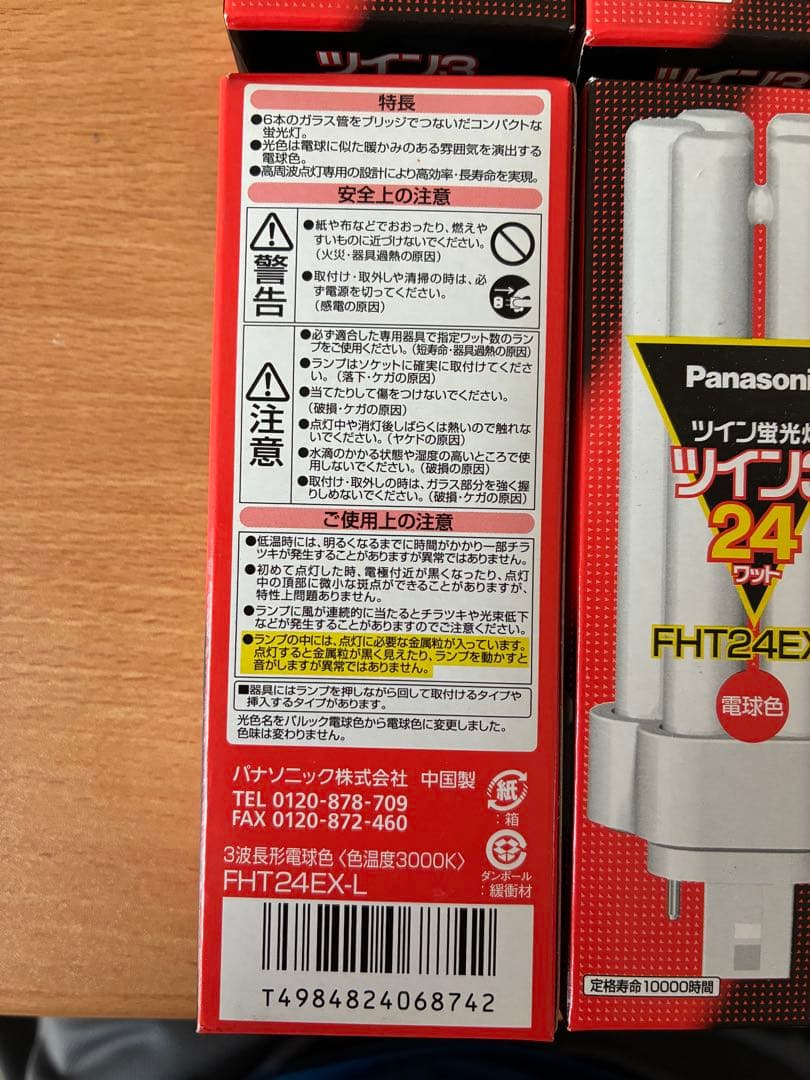 ツイン3
ツイン3
特長
●6本のガラス管をブリッジでつないだコンパクトな
蛍光灯。
●光色は電球に似た暖かみのある雰囲気を演出する
電球色。
●高周波点灯専用の設計により高効率・長寿命を実現。
安全上の注意
警告
●紙や布などでおおったり、燃えや
すいものに近づけないでください。
(火災・器具過熱の原因)
●取付け・取外しや清掃の時は、必
ず電源を切ってください。
(感電の原因)
注意
●必ず適合した専用器具で指定ワット数のラン
プをご使用ください。(短寿命・器具過熱の原因)
●ランプはソケットに確実に取付けてくださ
い。(落下・ケガの原因)
●当てたりして傷をつけないでください。
(破損・ケガの原因)
●点灯中や消灯後しばらくは熱いので触れな
いでください。(ヤケドの原因)
●水滴のかかる状態や湿度の高いところで使
用しないでください。(破損の原因)
●取付け・取外しの時は、ガラス部分を強く握
りしめないでください。(破損・ケガの原因)
ご使用上の注意
●低温時には、明るくなるまでに時間がかかり一部チラ
ツキが発生することがありますが異常ではありません。
●初めて点灯した時、電極付近が黒くなったり、点灯
中の頂部に微小な斑点ができることがありますが、
特性上問題ありません。
●ランプに風が連続的に当たるとチラツキや光束低下
などが発生することがありますのでご注意ください。
●ランプの中には、点灯に必要な金属粒が入っています。
点灯すると金属粒が黒く見えたり、ランプを動かすと
音がしますが異常ではありません。
■器具にはランプを押しながら回して取付けるタイプや
挿入するタイプがあります。
光色名をパルック電球色から電球色に変更しました。
色味は変わりません。
パナソニック株式会社 中国製
TEL 0120-878-709
FAX 0120-872-460
紙
:箱
ダンボール
:緩衝材
3波長形電球色〈色温度3000K〉
FHT24EX-L
T4984824068742
Panasoni
ツイン蛍光灯
ツイン3
24
ワット
FHT24EX
電球色
定格寿命10000時間